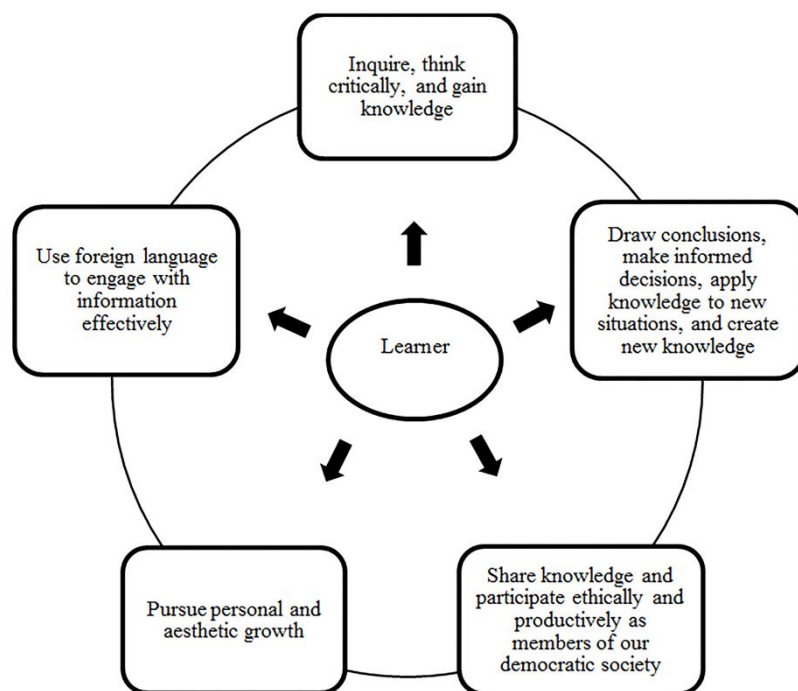 Inquire, think
critically, and gain
knowledge
Use foreign language
to engage with
information
effectively
Draw conclusions,
make informed
decisions, apply
knowledge to new
situations, and create
new knowledge
Learner
Pursue personal and
aesthetic growth
Share knowledge and
participate ethically and
productively as
members of our
democratic society